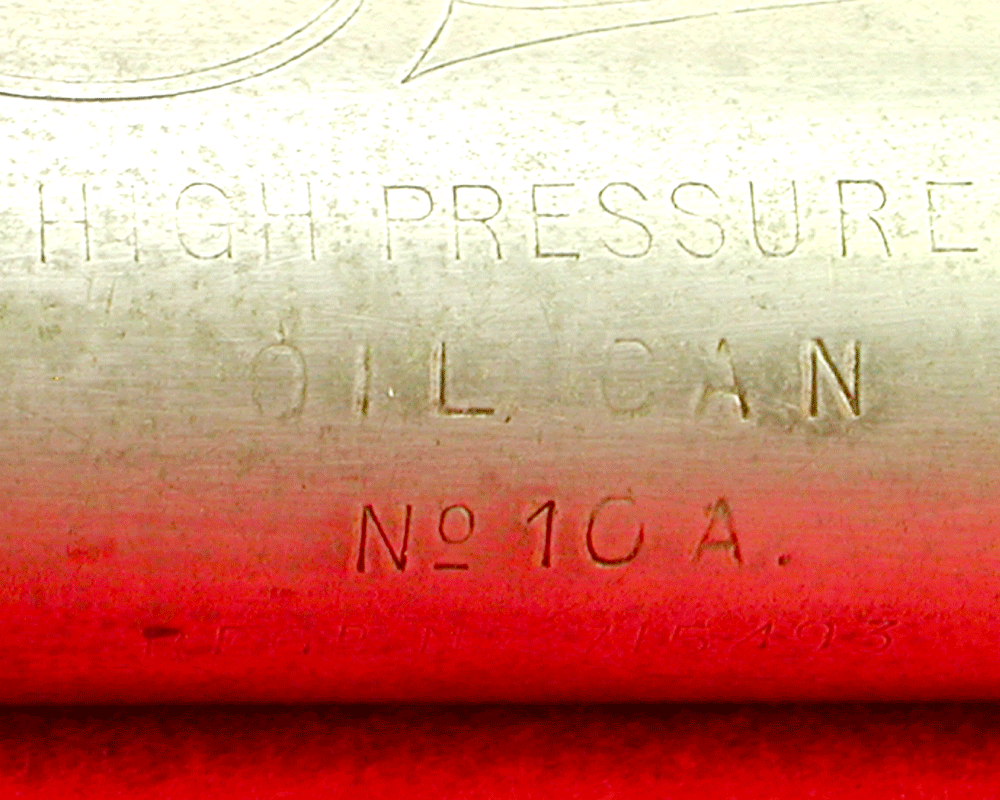 HIGH PRESSURE
OIL CAN
Nº 10 A.